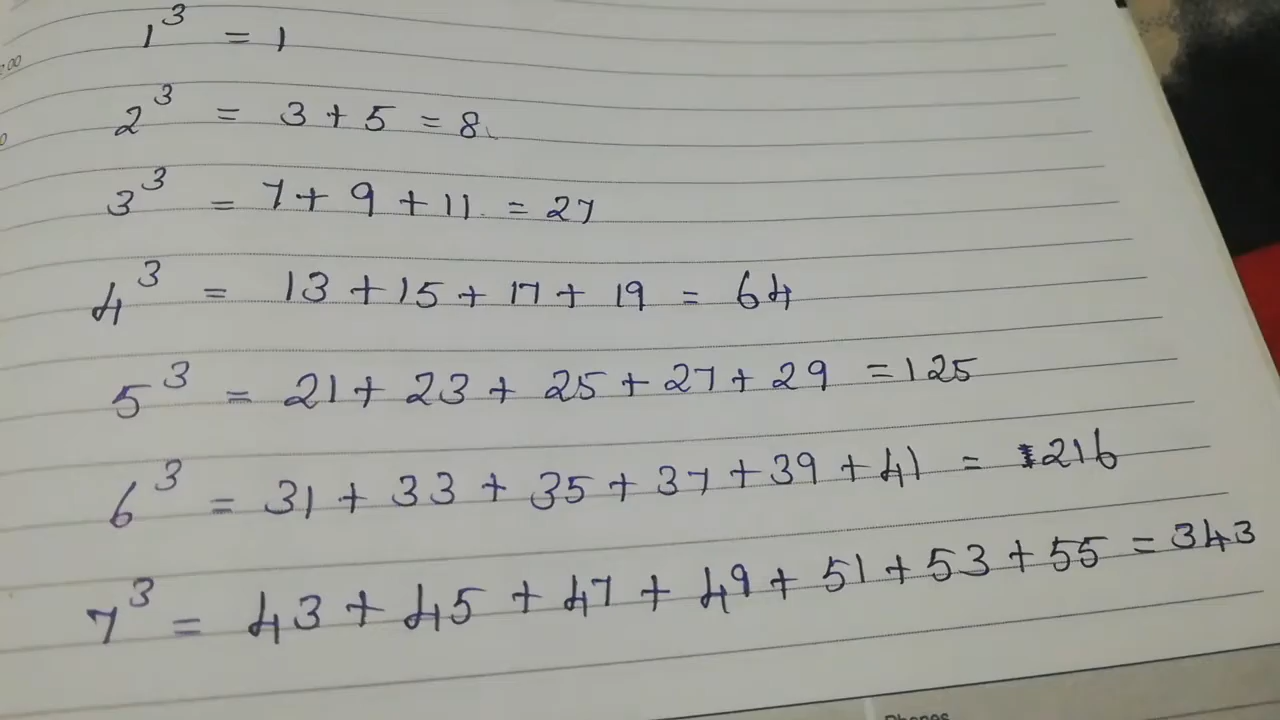 :00
1³ = 1
2³ = 3 + 5 = 8
3³ = 7 + 9 + 11 = 27
4³ = 13 + 15 + 17 + 19 = 64
5³ = 21 + 23 + 25 + 27 + 29 = 125
6³ = 31 + 33 + 35 + 37 + 39 + 41 = 216
7³ = 43 + 45 + 47 + 49 + 51 + 53 + 55 = 343
Phones